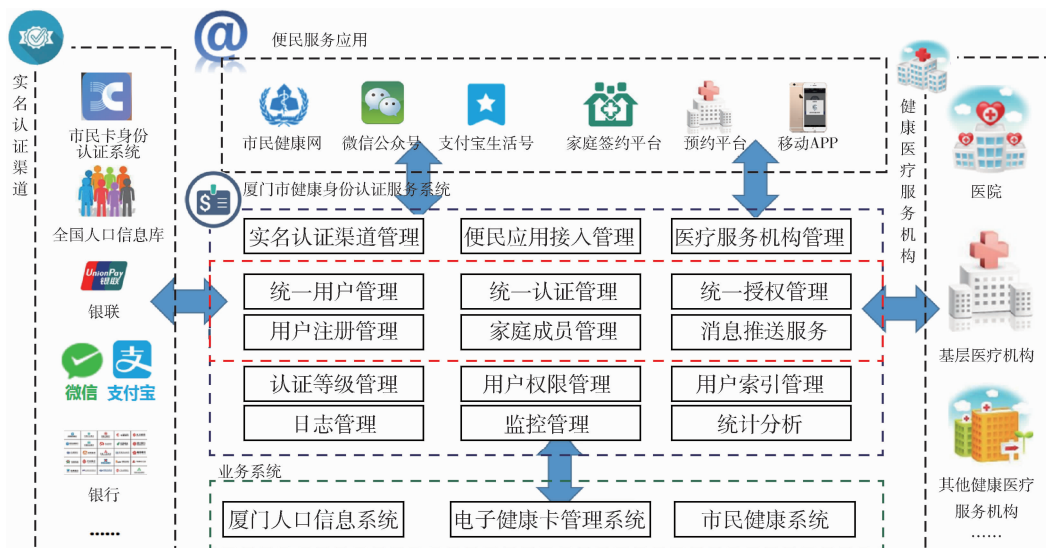 实名认证渠道
市民卡身份
认证系统
全国人口信息库
UnionPay
银联
银联
微信 支付宝
银行
……
便民服务应用
市民健康网 微信公众号 支付宝生活号 家庭签约平台 预约平台 移动APP
厦门市健康身份认证服务系统
实名认证渠道管理 便民应用接入管理 医疗服务机构管理
统一用户管理 统一认证管理 统一授权管理
用户注册管理 家庭成员管理 消息推送服务
认证等级管理 用户权限管理 用户索引管理
日志管理 监控管理 统计分析
业务系统
厦门人口信息系统 电子健康卡管理系统 市民健康系统
健康医疗服务机构
医院
基层医疗机构
其他健康医疗
服务机构
……